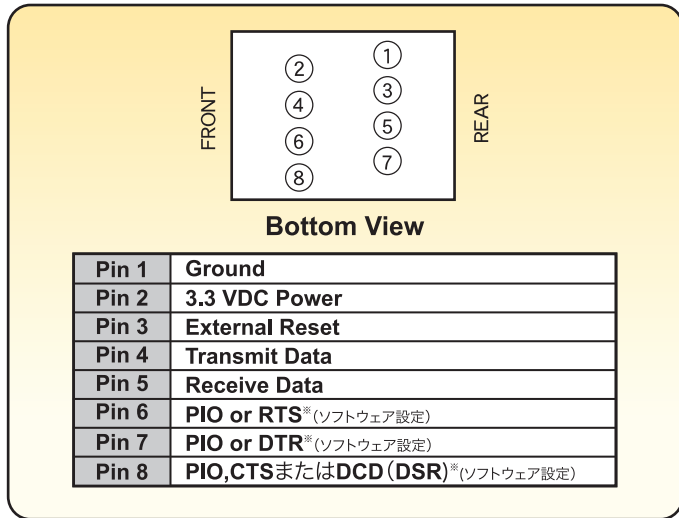 ①
②
③
④
⑤
⑥
⑦
⑧
FRONT
REAR
Bottom View
Pin 1 Ground
Pin 2 3.3 VDC Power
Pin 3 External Reset
Pin 4 Transmit Data
Pin 5 Receive Data
Pin 6 PIO or RTS※(ソフトウェア設定)
Pin 7 PIO or DTR※(ソフトウェア設定)
Pin 8 PIO,CTSまたはDCD(DSR)※(ソフトウェア設定)